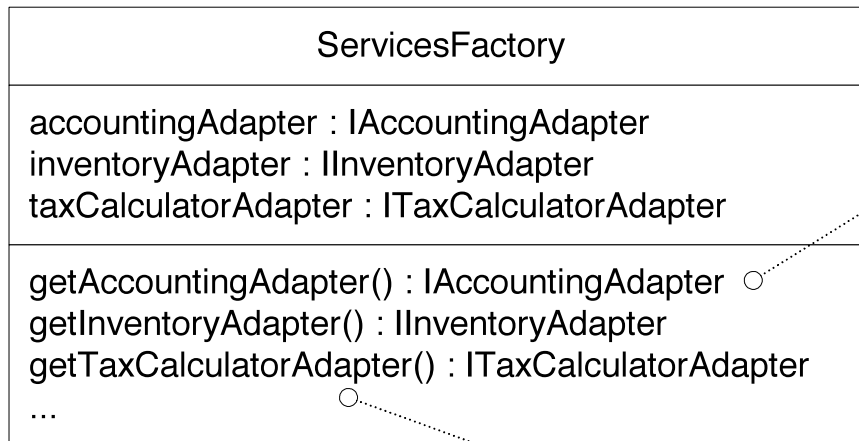 ServicesFactory
accountingAdapter : IAccountingAdapter
inventoryAdapter : IInventoryAdapter
taxCalculatorAdapter : ITaxCalculatorAdapter
getAccountingAdapter() : IAccountingAdapter
getInventoryAdapter() : IInventoryAdapter
getTaxCalculatorAdapter() : ITaxCalculatorAdapter
...